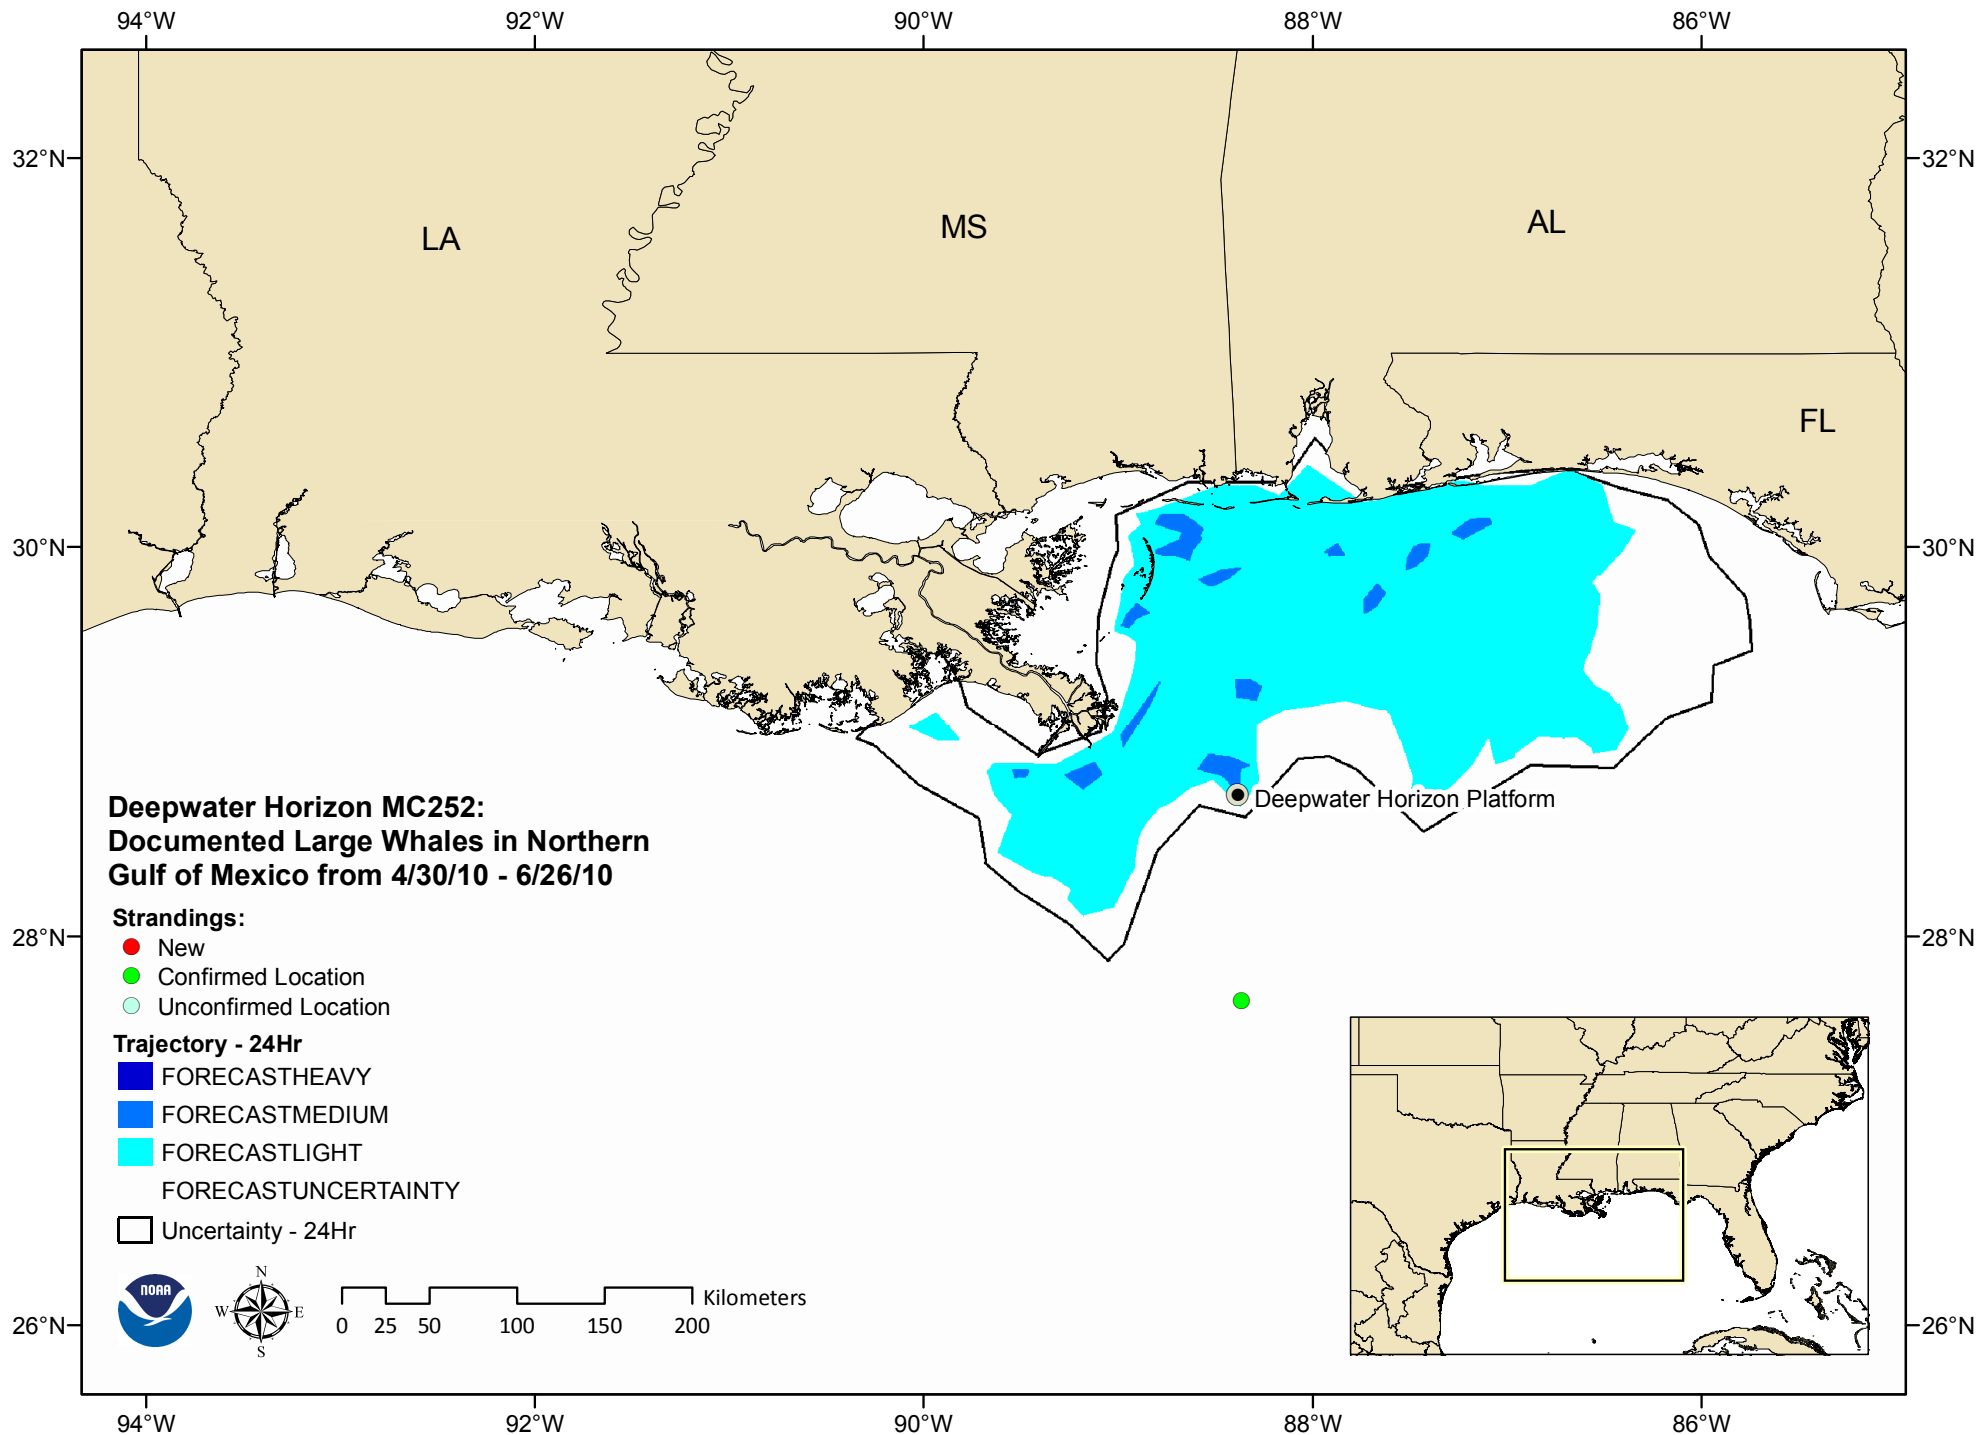 94°W 92°W 90°W 88°W 86°W
32°N 32°N
LA MS AL
FL
30°N 30°N
Deepwater Horizon Platform
Deepwater Horizon MC252:
Documented Large Whales in Northern
Gulf of Mexico from 4/30/10 - 6/26/10
Strandings:
28°N 28°N
New
Confirmed Location
Unconfirmed Location
Trajectory - 24Hr
FORECASTHEAVY
FORECASTMEDIUM
FORECASTLIGHT
FORECASTUNCERTAINTY
Uncertainty - 24Hr
NOAA
N
W E
S
Kilometers
0 25 50 100 150 200
26°N 26°N
94°W 92°W 90°W 88°W 86°W